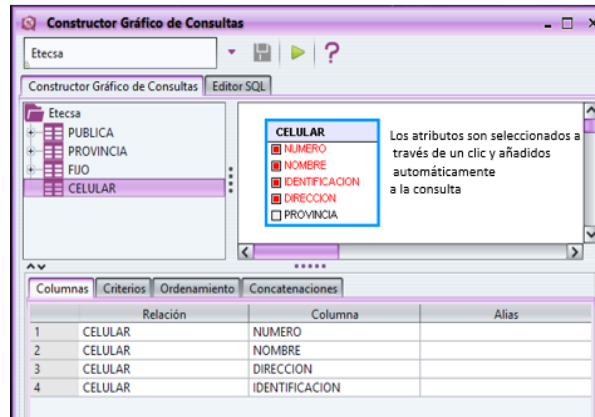 Constructor Gráfico de Consultas
Etecsa
Constructor Gráfico de Consultas Editor SQL
Etecsa
PUBLICA
PROVINCIA
FIJO
CELULAR
CELULAR
NUMERO
NOMBRE
IDENTIFICACION
DIRECCION
PROVINCIA
Los atributos son seleccionados a
través de un clic y añadidos
automáticamente
a la consulta
Columnas Criterios Ordenamiento Concatenaciones
Relación Columna Alias
1 CELULAR NUMERO
2 CELULAR NOMBRE
3 CELULAR DIRECCION
4 CELULAR IDENTIFICACION